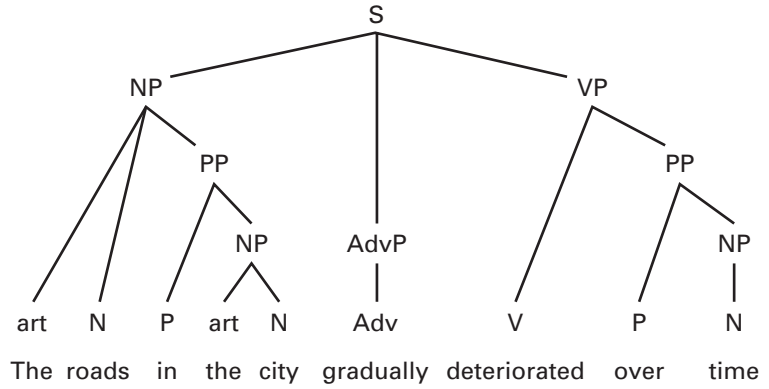 S
NP VP
PP PP
NP AdvP NP
art N P art N Adv V P N
The roads in the city gradually deteriorated over time